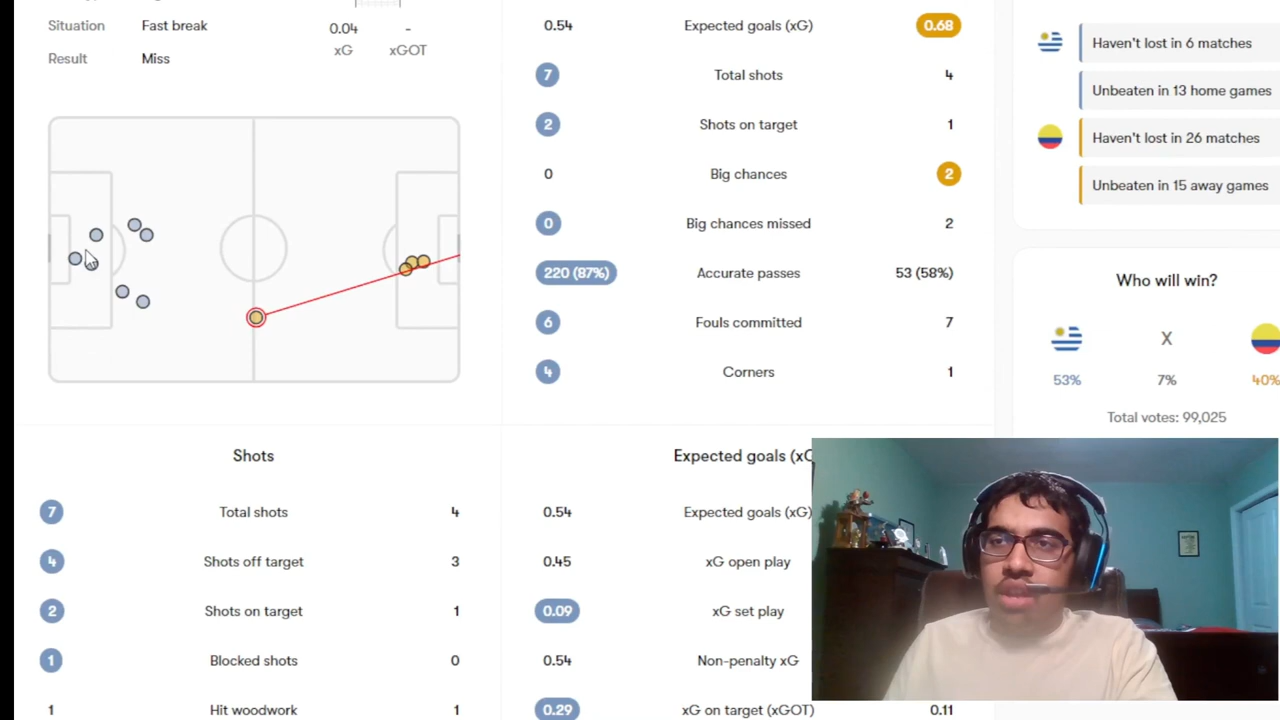 Situation Fast break 0.04 -
xG xGOT
Result Miss
0.54 Expected goals (xG) 0.68
7 Total shots 4
2 Shots on target 1
0 Big chances 2
0 Big chances missed 2
220 (87%) Accurate passes 53 (58%)
6 Fouls committed 7
4 Corners 1
Shots
7 Total shots 4
4 Shots off target 3
2 Shots on target 1
1 Blocked shots 0
1 Hit woodwork 1
Expected goals (xG
0.54 Expected goals (xG)
0.45 xG open play
0.09 xG set play
0.54 Non-penalty xG
0.29 xG on target (xGOT) 0.11
Haven't lost in 6 matches
Unbeaten in 13 home games
Haven't lost in 26 matches
Unbeaten in 15 away games
Who will win?
X
53% 7% 40%
Total votes: 99,025